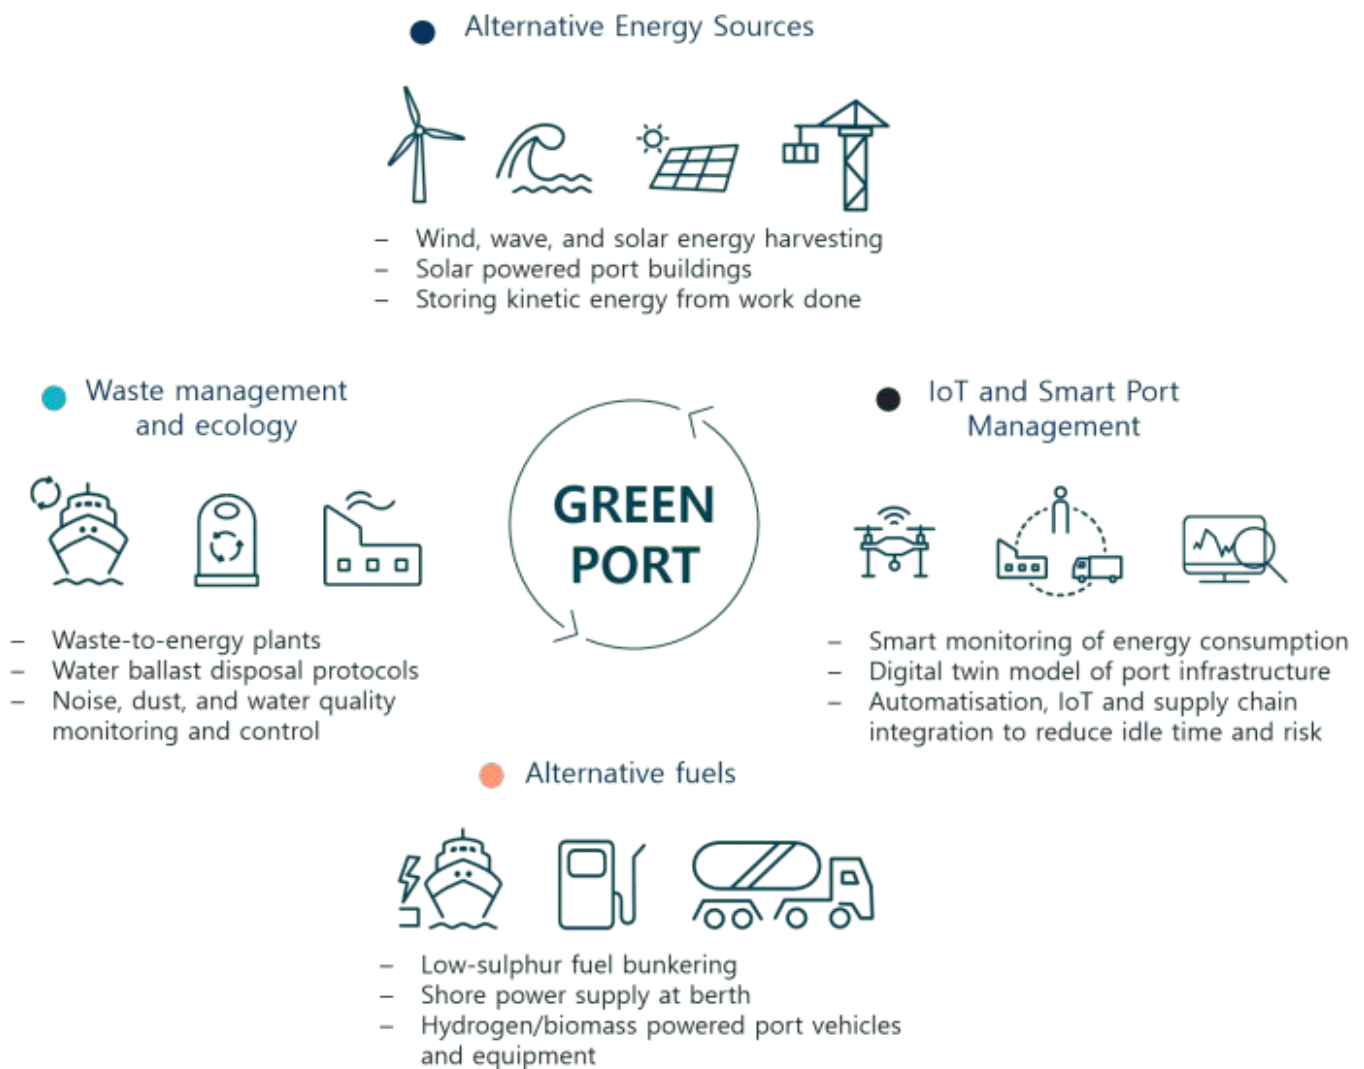 Alternative Energy Sources
– Wind, wave, and solar energy harvesting
– Solar powered port buildings
– Storing kinetic energy from work done
Waste management
and ecology
– Waste-to-energy plants
– Water ballast disposal protocols
– Noise, dust, and water quality
monitoring and control
GREEN
PORT
IoT and Smart Port
Management
– Smart monitoring of energy consumption
– Digital twin model of port infrastructure
– Automatisation, IoT and supply chain
integration to reduce idle time and risk
Alternative fuels
– Low-sulphur fuel bunkering
– Shore power supply at berth
– Hydrogen/biomass powered port vehicles
and equipment